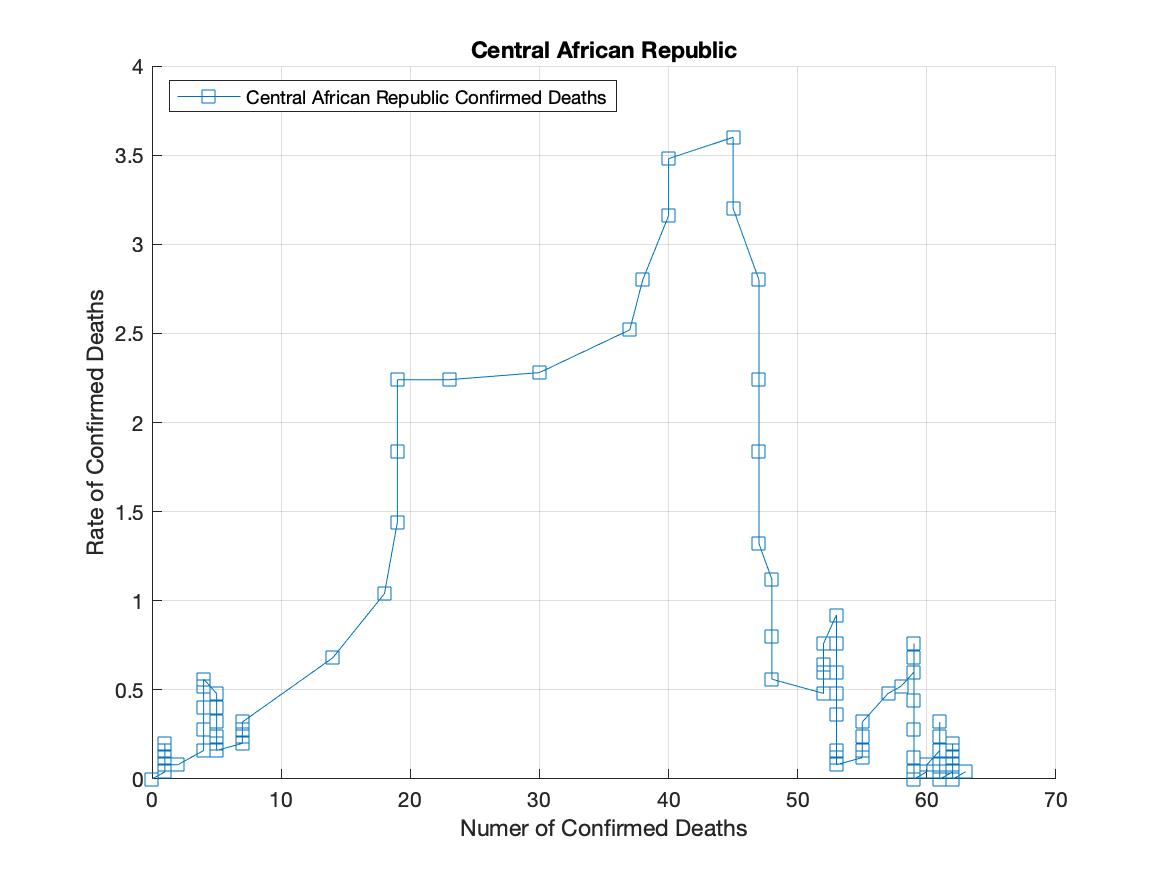 Central African Republic
Central African Republic Confirmed Deaths
4
3.5
3
2.5
2
1.5
1
0.5
0
Rate of Confirmed Deaths
0 10 20 30 40 50 60 70
Numer of Confirmed Deaths